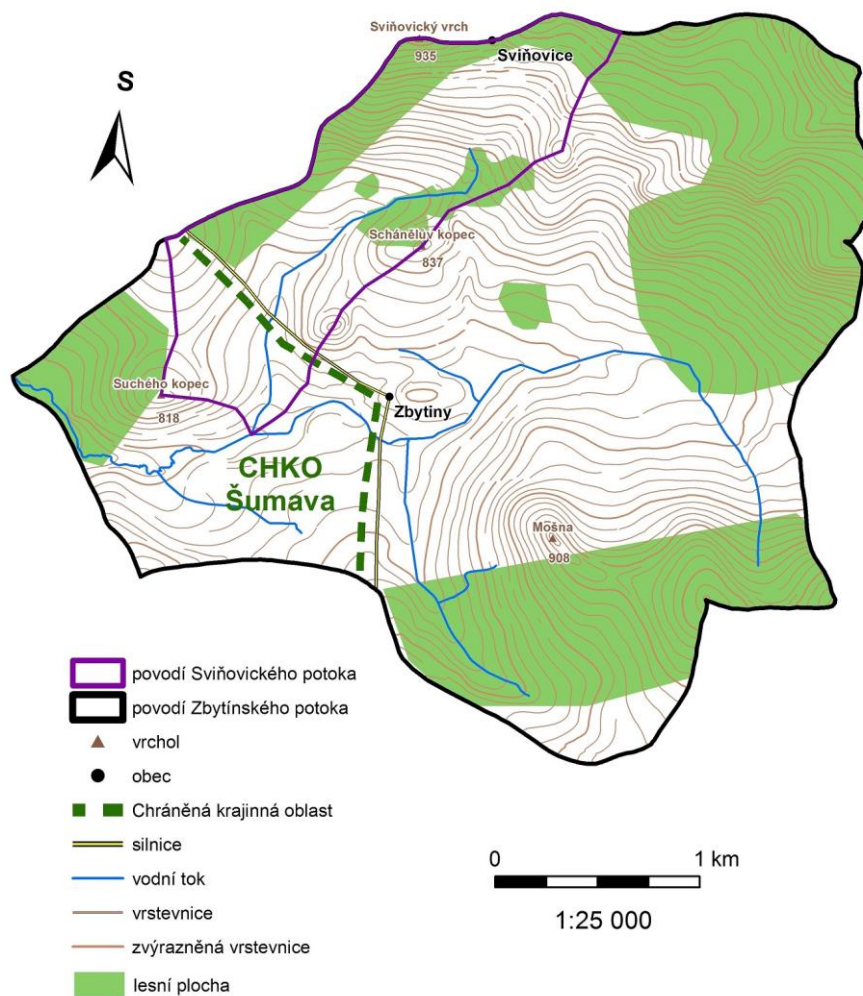 Sviňovický vrch
935
Sviňovice
S
Schánělův kopec
837
Suchého kopec
818
Zbytiny
CHKO
Šumava
Mošna
908
povodí Sviňovického potoka
povodí Zbytínského potoka
vrchol
obec
Chráněná krajinná oblast
silnice
vodní tok
vrstevnice
zvýrazněná vrstevnice
lesní plocha
0 1 km
1:25 000